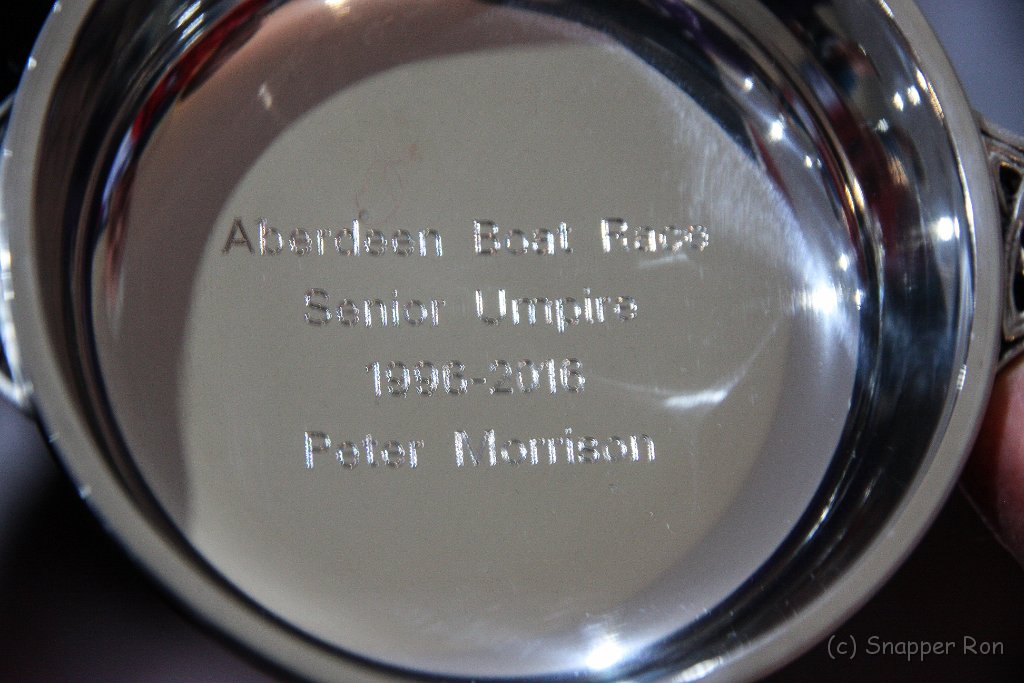 Aberdeen Boat Race
Senior Umpire
1996-2016
Peter Morrison
(c) Snapper Ron